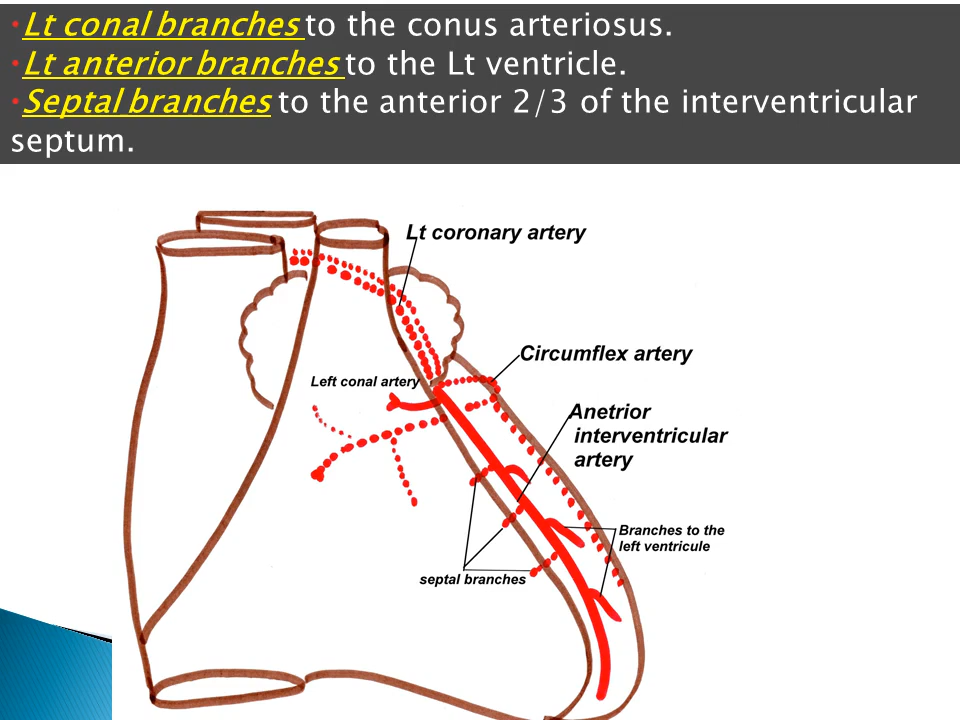 •Lt conal branches to the conus arteriosus.
•Lt anterior branches to the Lt ventricle.
•Septal branches to the anterior 2/3 of the interventricular
septum.
Lt coronary artery
Circumflex artery
Left conal artery
Anetrior
interventricular
artery
Branches to the
left ventricule
septal branches